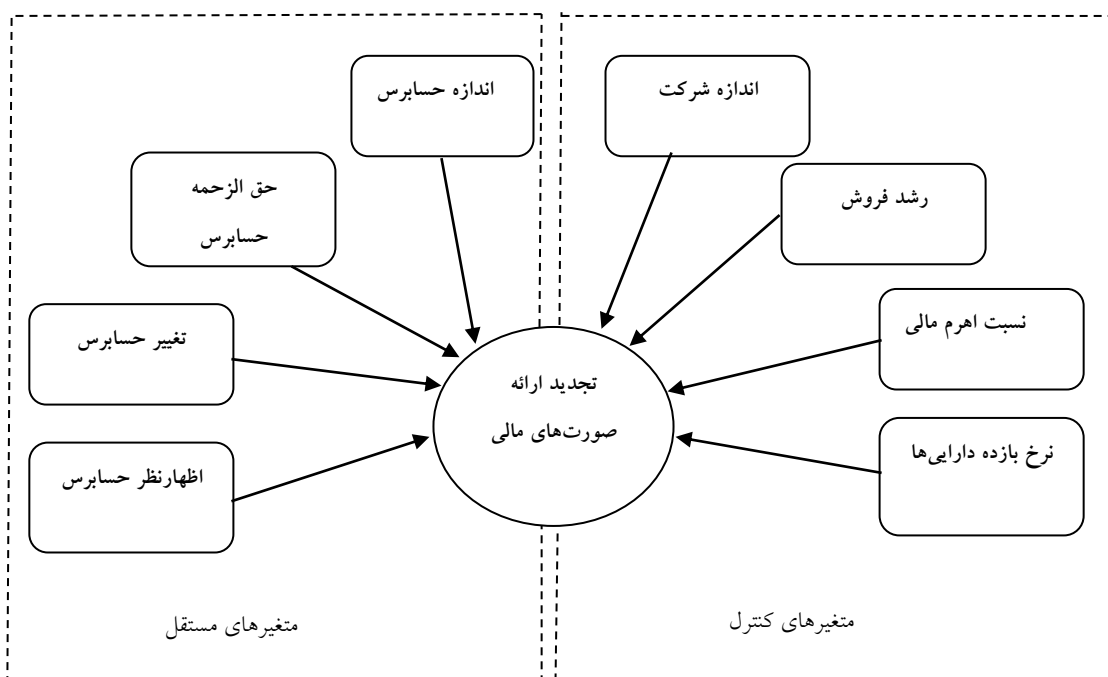 اندازه شرکت
اندازه حسابرس
رشد فروش
حق الزحمه
حسابرس
نسبت اهرم مالی
تغییر حسابرس
تجدید ارائه
صورت‌های مالی
نرخ بازده دارایی‌ها
اظهارنظر حسابرس
متغیرهای کنترل
متغیرهای مستقل